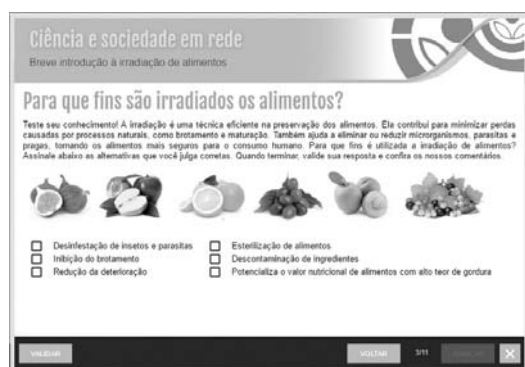 Ciência e sociedade em rede
Breve introdução à irradiação de alimentos
Para que fins são irradiados os alimentos?
Teste seu conhecimento! A irradiação é uma técnica eficiente na preservação dos alimentos. Ela contribui para minimizar perdas
causadas por processos naturais, como brotamento e maturação. Também ajuda a eliminar ou reduzir microrganismos, parasitas e
pragas, tornando os alimentos mais seguros para o consumo humano. Para que fins é utilizada a irradiação de alimentos?
Assinale abaixo as alternativas que você julga corretas. Quando terminar, valide sua resposta e confira os nossos comentários.
Desinfestação de insetos e parasitas
Inibição do brotamento
Redução da deterioração
Esterilização de alimentos
Descontaminação de ingredientes
Potencializa o valor nutricional de alimentos com alto teor de gordura
VALIDAR
VOLTAR
3/11